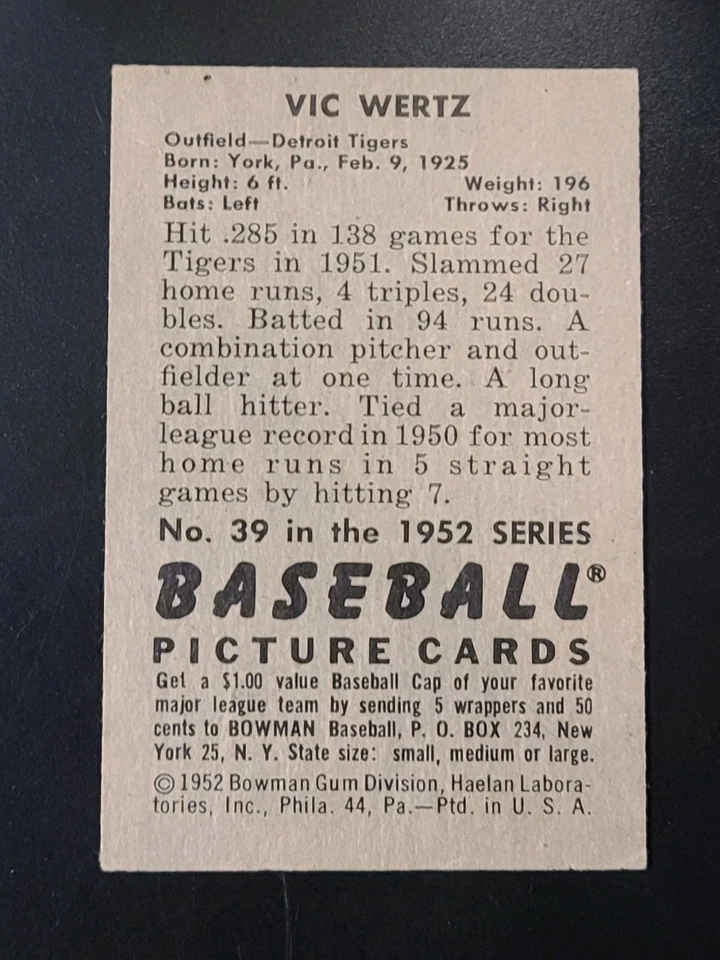 VIC WERTZ
Outfield—Detroit Tigers
Born: York, Pa., Feb. 9, 1925
Height: 6 ft. Weight: 196
Bats: Left Throws: Right
Hit .285 in 138 games for the
Tigers in 1951. Slammed 27
home runs, 4 triples, 24 dou-
bles. Batted in 94 runs. A
combination pitcher and out-
fielder at one time. A long
ball hitter. Tied a major-
league record in 1950 for most
home runs in 5 straight
games by hitting 7.
No. 39 in the 1952 SERIES
BASEBALL®
PICTURE CARDS
Get a $1.00 value Baseball Cap of your favorite
major league team by sending 5 wrappers and 50
cents to BOWMAN Baseball, P. O. BOX 234, New
York 25, N. Y. State size: small, medium or large.
© 1952 Bowman Gum Division, Haelan Labora-
tories, Inc., Phila. 44, Pa.—Ptd. in U. S. A.